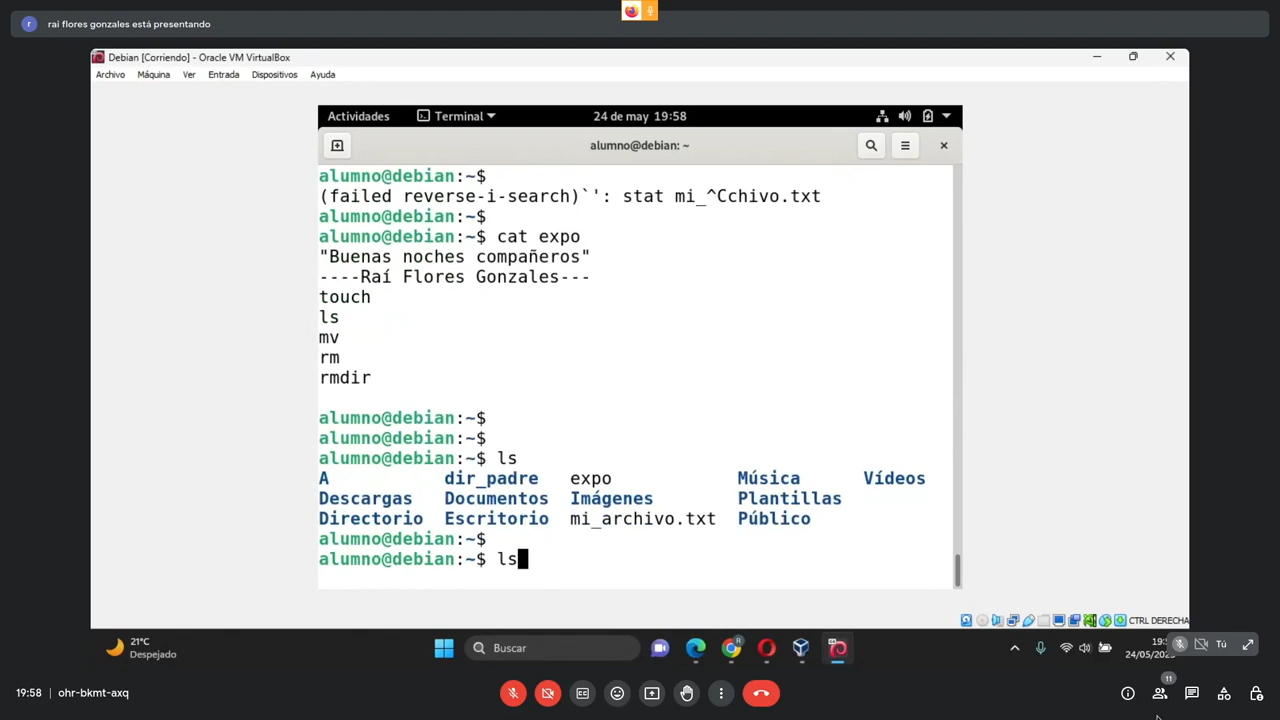 r rai flores gonzales está presentando
Debian [Corriendo] - Oracle VM VirtualBox
Archivo Máquina Ver Entrada Dispositivos Ayuda
Actividades Terminal 24 de may 19:58
alumno@debian: ~
alumno@debian:~$
(failed reverse-i-search)`': stat mi_^Cchivo.txt
alumno@debian:~$
alumno@debian:~$ cat expo
"Buenas noches compañeros"
----Raí Flores Gonzales---
touch
ls
mv
rm
rmdir
alumno@debian:~$
alumno@debian:~$
alumno@debian:~$ ls
A dir_padre expo Música Vídeos
Descargas Documentos Imágenes Plantillas
Directorio Escritorio mi_archivo.txt Público
alumno@debian:~$
alumno@debian:~$ ls
CTRL DERECHA
21°C
Despejado
Buscar
Tú
24/05/202
19:58 ohr-bkmt-axq
11